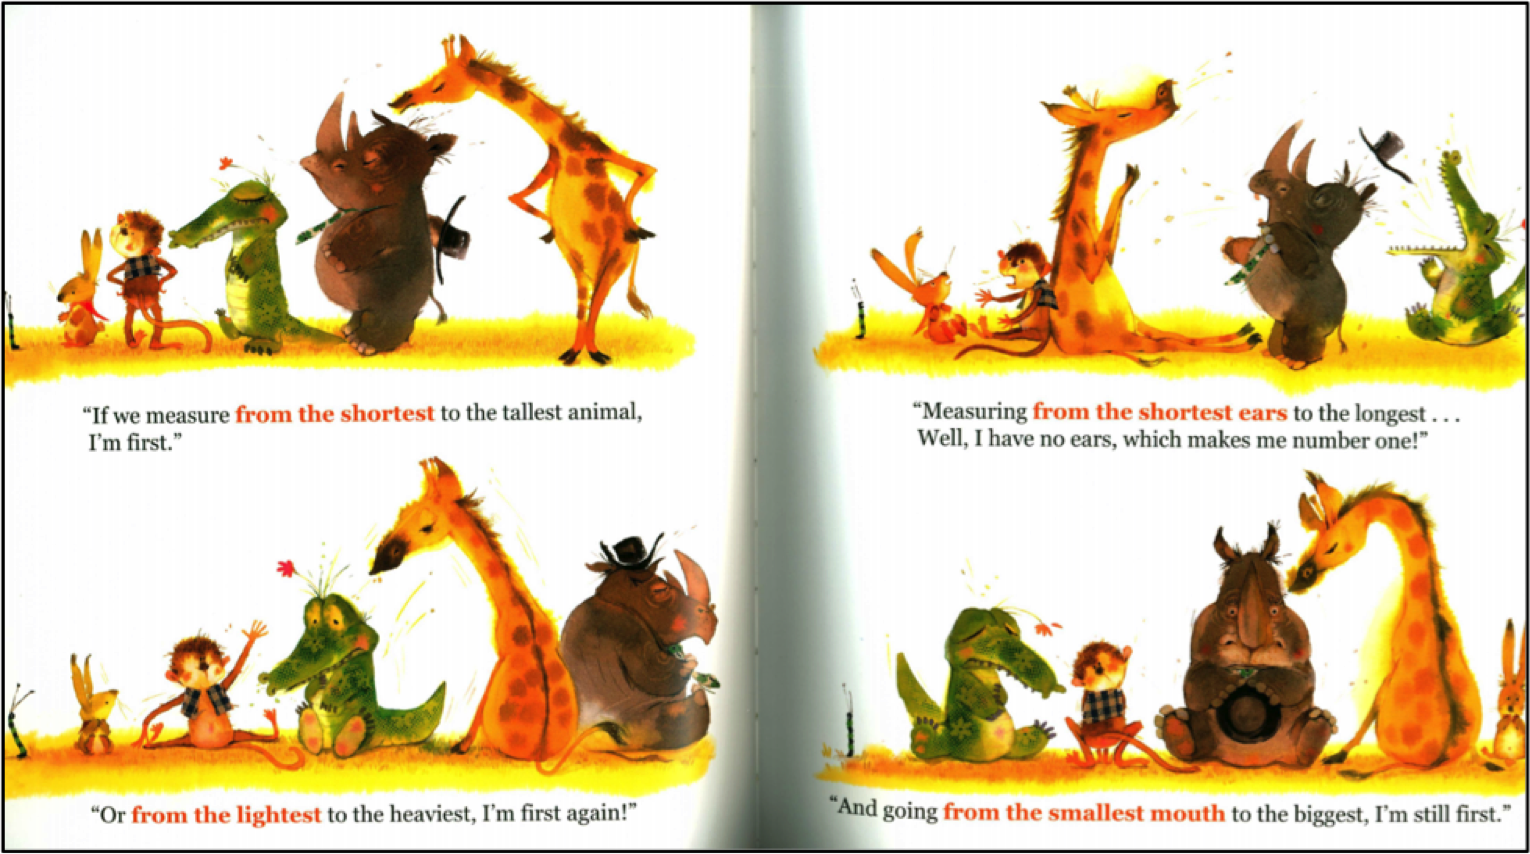 “If we measure from the shortest to the tallest animal,
I’m first.”
“Or from the lightest to the heaviest, I’m first again!”
“Measuring from the shortest ears to the longest . . .
Well, I have no ears, which makes me number one!”
“And going from the smallest mouth to the biggest, I’m still first.”